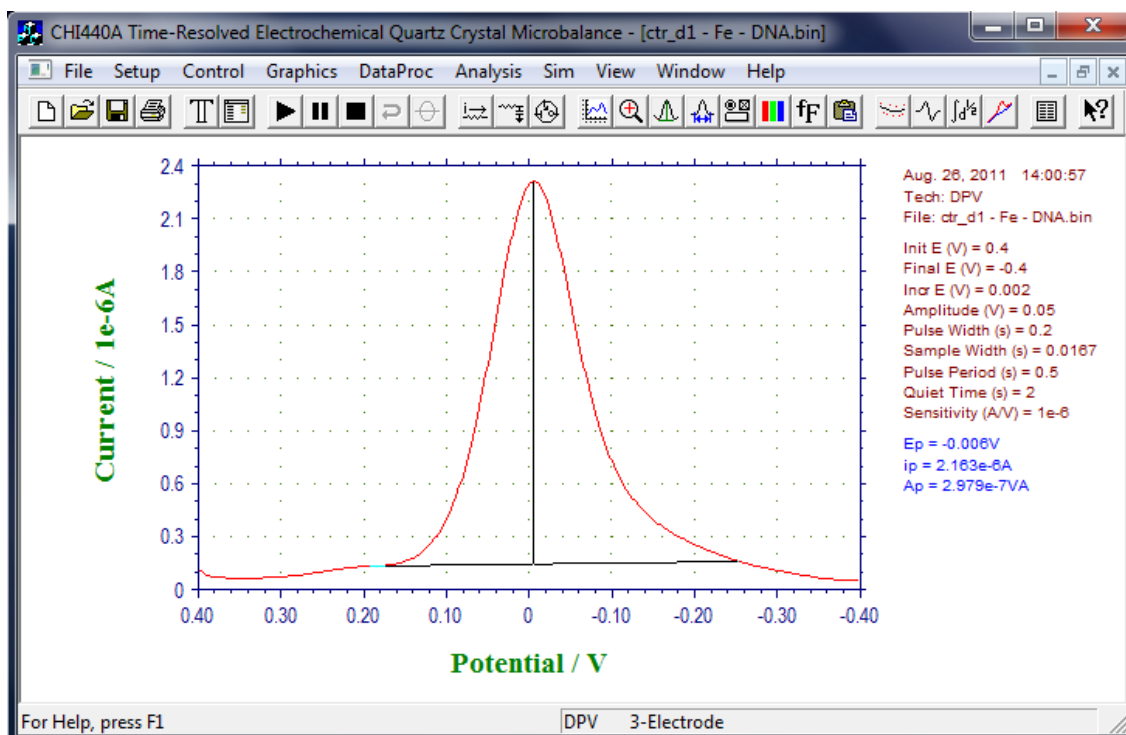 CHI440A Time-Resolved Electrochemical Quartz Crystal Microbalance - [ctr_d1 - Fe - DNA.bin]
File Setup Control Graphics DataProc Analysis Sim View Window Help
2.4
2.1
1.8
1.5
1.2
0.9
0.6
0.3
0
Current / 1e-6A
0.40 0.30 0.20 0.10 0 -0.10 -0.20 -0.30 -0.40
Potential / V
Aug. 26, 2011 14:00:57
Tech: DPV
File: ctr_d1 - Fe - DNA.bin
Init E (V) = 0.4
Final E (V) = -0.4
Incr E (V) = 0.002
Amplitude (V) = 0.05
Pulse Width (s) = 0.2
Sample Width (s) = 0.0167
Pulse Period (s) = 0.5
Quiet Time (s) = 2
Sensitivity (A/V) = 1e-6
Ep = -0.006V
ip = 2.163e-6A
Ap = 2.979e-7VA
For Help, press F1
DPV 3-Electrode